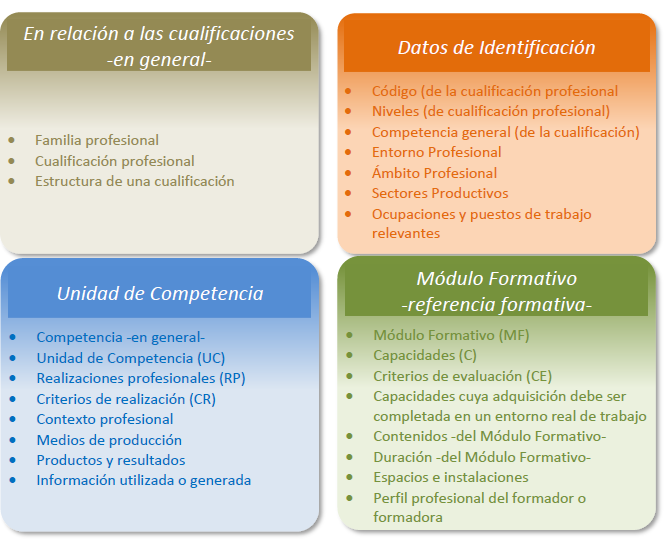 En relación a las cualificaciones
-en general-
• Familia profesional
• Cualificación profesional
• Estructura de una cualificación
Datos de Identificación
• Código (de la cualificación profesional
• Niveles (de cualificación profesional)
• Competencia general (de la cualificación)
• Entorno Profesional
• Ámbito Profesional
• Sectores Productivos
• Ocupaciones y puestos de trabajo
relevantes
Unidad de Competencia
• Competencia -en general-
• Unidad de Competencia (UC)
• Realizaciones profesionales (RP)
• Criterios de realización (CR)
• Contexto profesional
• Medios de producción
• Productos y resultados
• Información utilizada o generada
Módulo Formativo
-referencia formativa-
• Módulo Formativo (MF)
• Capacidades (C)
• Criterios de evaluación (CE)
• Capacidades cuya adquisición debe ser
completada en un entorno real de trabajo
• Contenidos -del Módulo Formativo-
• Duración -del Módulo Formativo-
• Espacios e instalaciones
• Perfil profesional del formador o
formadora